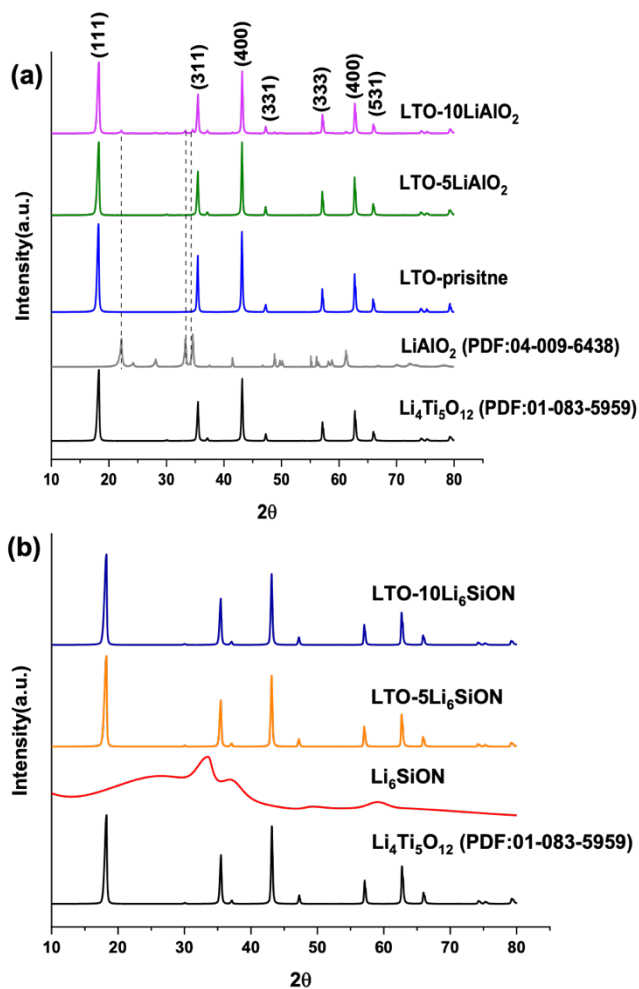 (a)
(111)
(311)
(400)
(331)
(333)
(400)
(531)
LTO-10LiAlO₂
LTO-5LiAlO₂
LTO-prisitne
LiAlO₂ (PDF:04-009-6438)
Li₄Ti₅O₁₂ (PDF:01-083-5959)
Intensity(a.u.)
10 20 30 40 50 60 70 80
2θ
(b)
LTO-10Li₆SiON
LTO-5Li₆SiON
Li₆SiON
Li₄Ti₅O₁₂ (PDF:01-083-5959)
Intensity(a.u.)
10 20 30 40 50 60 70 80
2θ